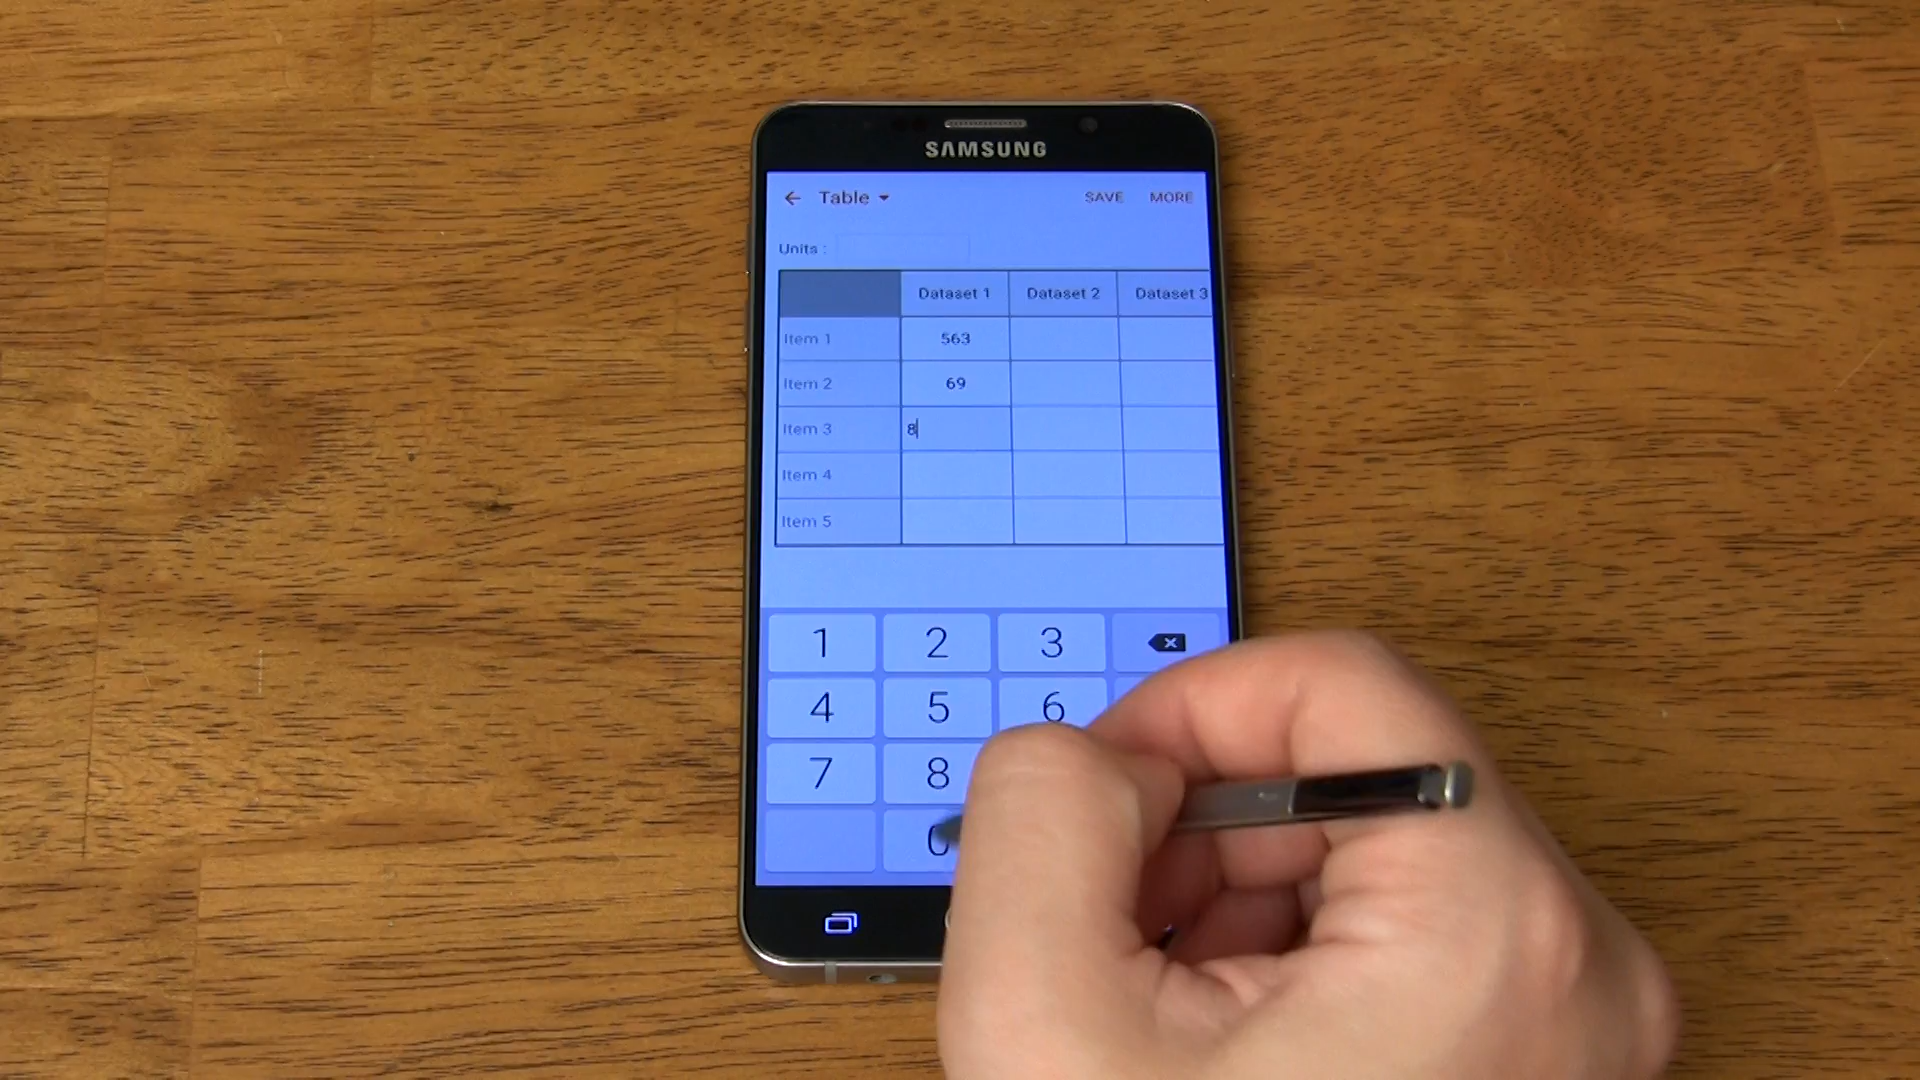 SAMSUNG
Table SAVE MORE
Units :
Dataset 1 Dataset 2 Dataset 3
Item 1 563
Item 2 69
Item 3 8
Item 4
Item 5
1 2 3
4 5 6
7 8
0